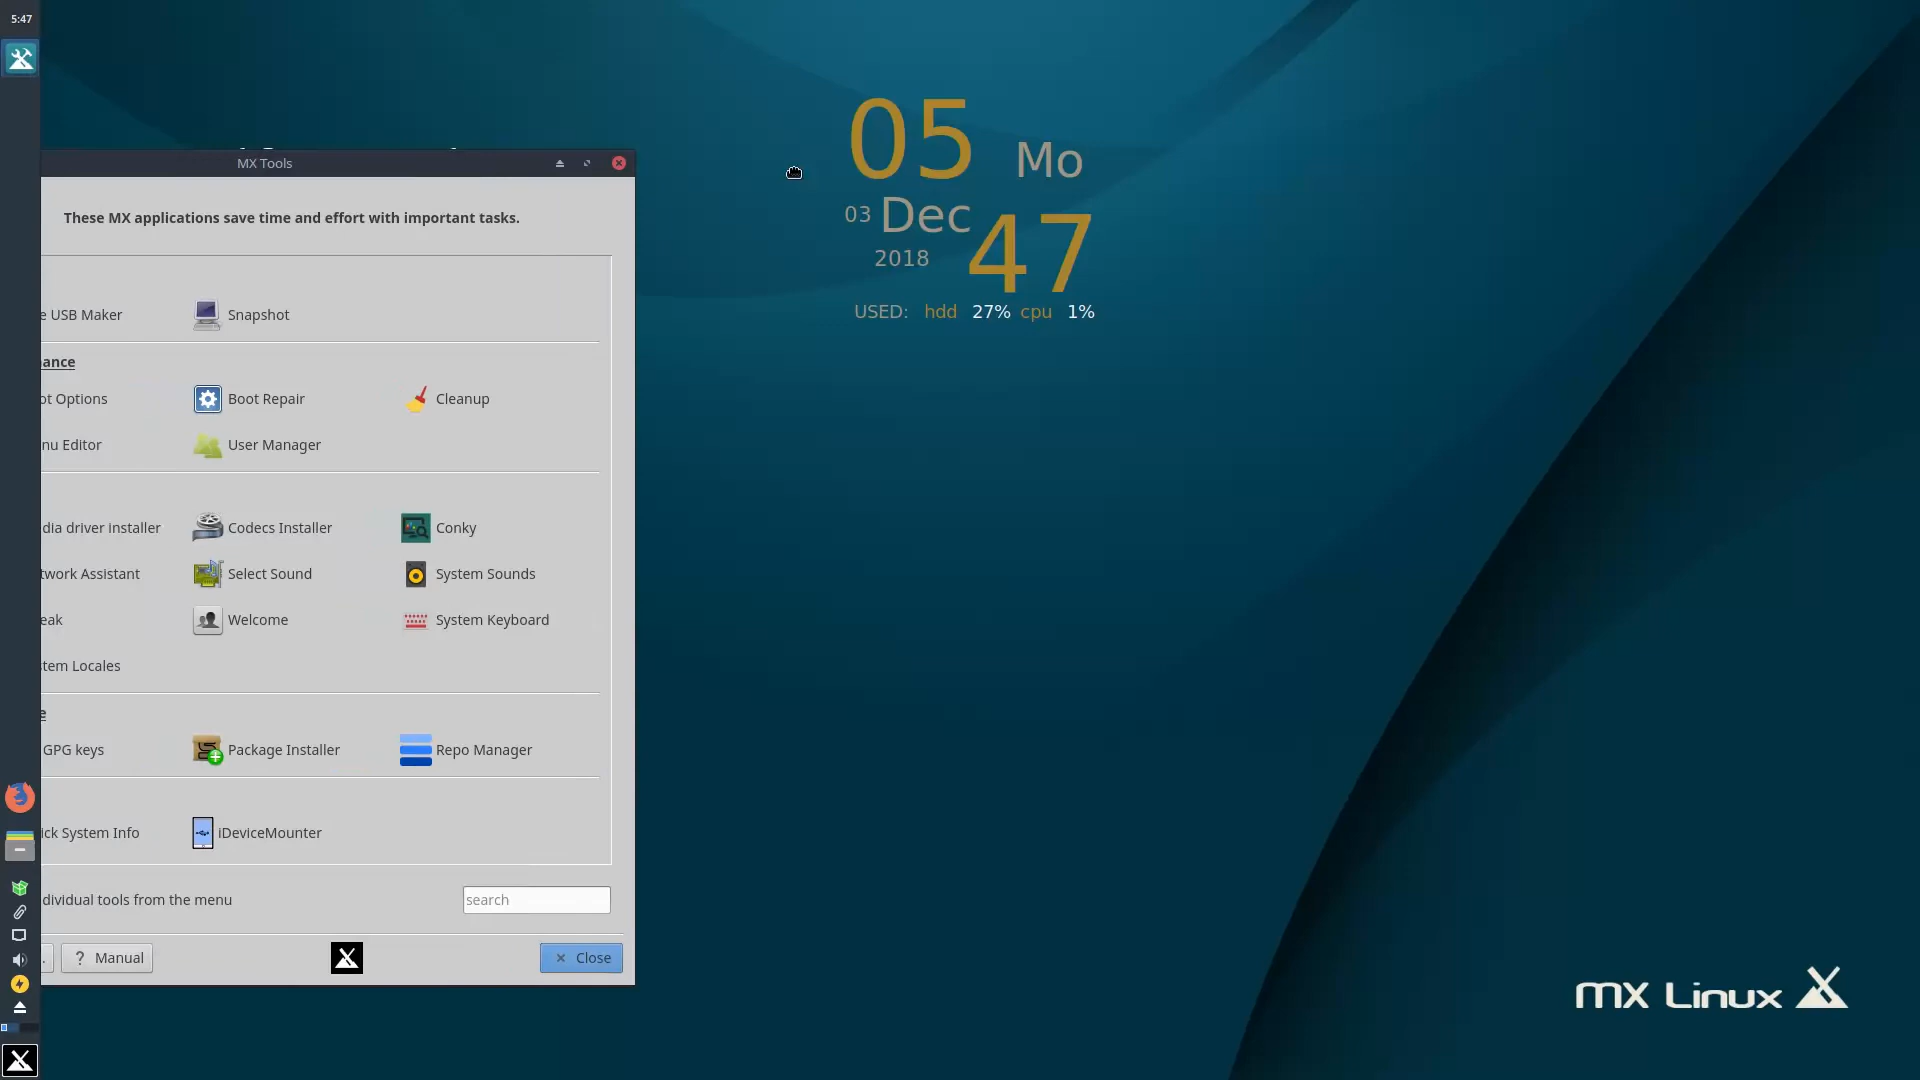 5:47
05 Mo
03 Dec
2018 47
USED: hdd 27% cpu 1%
MX Tools
These MX applications save time and effort with important tasks.
USB Maker
Snapshot
ance
Options
Boot Repair
Cleanup
Editor
User Manager
dia driver installer
Codecs Installer
Conky
twork Assistant
Select Sound
System Sounds
eak
Welcome
System Keyboard
tem Locales
GPG keys
Package Installer
Repo Manager
ick System Info
iDeviceMounter
dividual tools from the menu
search
? Manual
Close
mx Linux